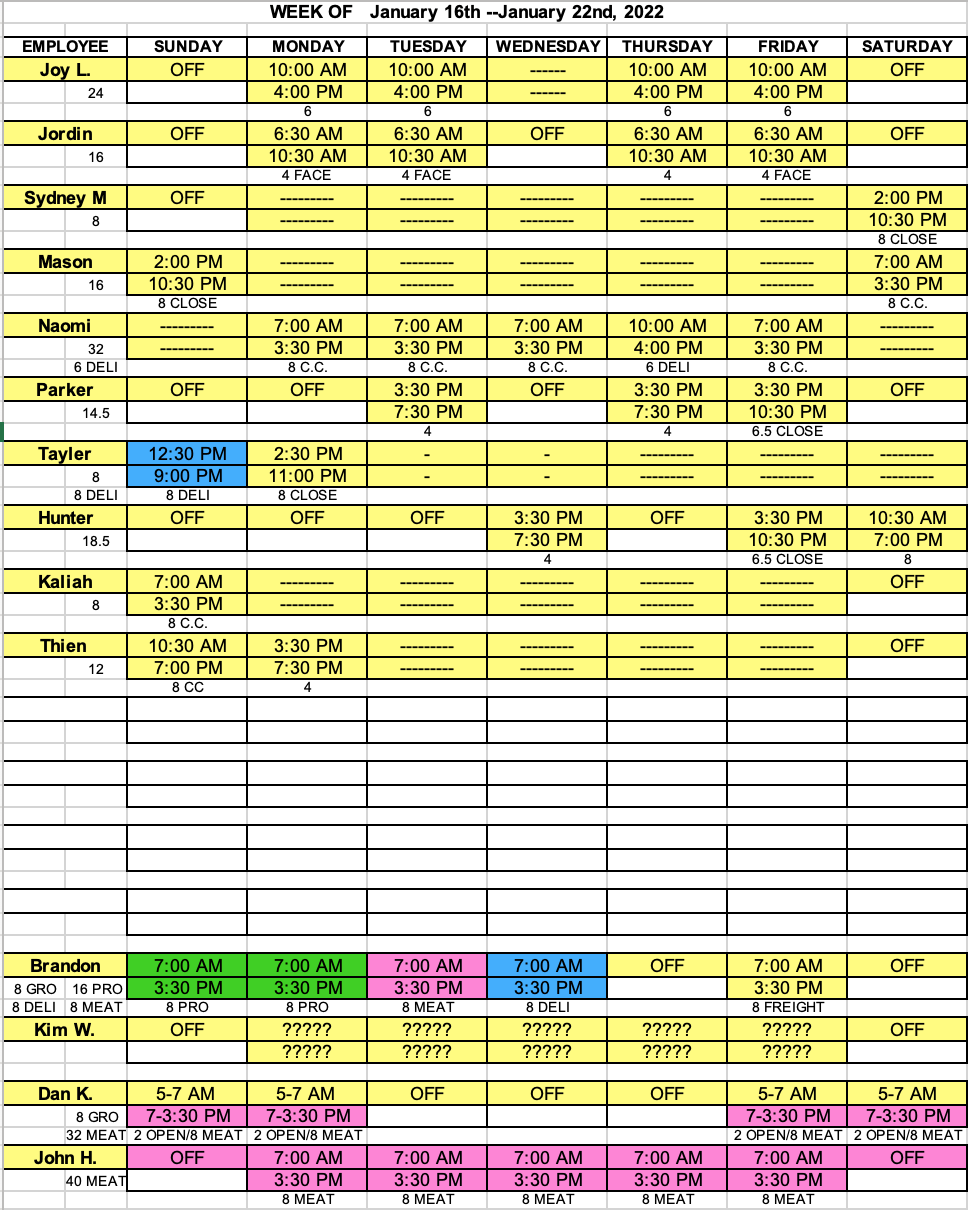 WEEK OF January 16th --January 22nd, 2022
EMPLOYEE SUNDAY MONDAY TUESDAY WEDNESDAY THURSDAY FRIDAY SATURDAY
Joy L. OFF 10:00 AM 10:00 AM ------ 10:00 AM 10:00 AM OFF
24 4:00 PM 4:00 PM ------ 4:00 PM 4:00 PM
6 6 6 6
Jordin OFF 6:30 AM 6:30 AM OFF 6:30 AM 6:30 AM OFF
16 10:30 AM 10:30 AM 10:30 AM 10:30 AM
4 FACE 4 FACE 4 4 FACE
Sydney M OFF --------- --------- --------- --------- --------- 2:00 PM
8 --------- --------- --------- --------- --------- 10:30 PM
8 CLOSE
Mason 2:00 PM --------- --------- --------- --------- --------- 7:00 AM
16 10:30 PM --------- --------- --------- --------- --------- 3:30 PM
8 CLOSE 8 C.C.
Naomi --------- 7:00 AM 7:00 AM 7:00 AM 10:00 AM 7:00 AM ---------
32 --------- 3:30 PM 3:30 PM 3:30 PM 4:00 PM 3:30 PM ---------
6 DELI 8 C.C. 8 C.C. 8 C.C. 6 DELI 8 C.C.
Parker OFF OFF 3:30 PM OFF 3:30 PM 3:30 PM OFF
14.5 7:30 PM 7:30 PM 10:30 PM
4 4 6.5 CLOSE
Tayler 12:30 PM 2:30 PM - - --------- --------- ---------
8 9:00 PM 11:00 PM - - --------- --------- ---------
8 DELI 8 DELI 8 CLOSE
Hunter OFF OFF OFF 3:30 PM OFF 3:30 PM 10:30 AM
18.5 7:30 PM 10:30 PM 7:00 PM
4 6.5 CLOSE 8
Kaliah 7:00 AM --------- --------- --------- --------- --------- OFF
8 3:30 PM --------- --------- --------- --------- ---------
8 C.C.
Thien 10:30 AM 3:30 PM --------- --------- --------- --------- OFF
12 7:00 PM 7:30 PM --------- --------- --------- ---------
8 CC 4
Brandon 7:00 AM 7:00 AM 7:00 AM 7:00 AM OFF 7:00 AM OFF
8 GRO 16 PRO 3:30 PM 3:30 PM 3:30 PM 3:30 PM 3:30 PM
8 DELI 8 MEAT 8 PRO 8 PRO 8 MEAT 8 DELI 8 FREIGHT
Kim W. OFF ????? ????? ????? ????? ????? OFF
????? ????? ????? ????? ?????
Dan K. 5-7 AM 5-7 AM OFF OFF OFF 5-7 AM 5-7 AM
8 GRO 7-3:30 PM 7-3:30 PM 7-3:30 PM 7-3:30 PM
32 MEAT 2 OPEN/8 MEAT 2 OPEN/8 MEAT 2 OPEN/8 MEAT 2 OPEN/8 MEAT
John H. OFF 7:00 AM 7:00 AM 7:00 AM 7:00 AM 7:00 AM OFF
40 MEAT 3:30 PM 3:30 PM 3:30 PM 3:30 PM 3:30 PM
8 MEAT 8 MEAT 8 MEAT 8 MEAT 8 MEAT